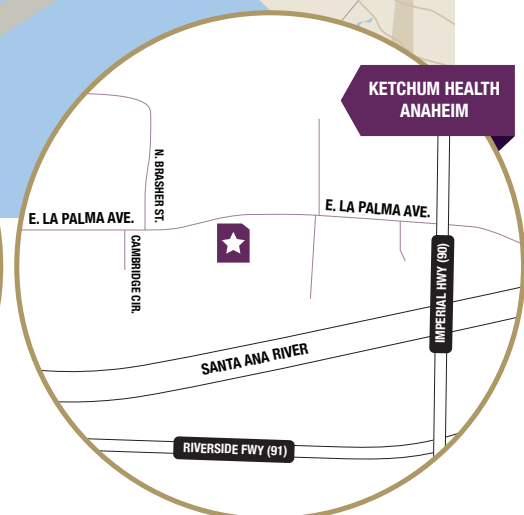 KETCHUM HEALTH
ANAHEIM
N. BRASHER ST.
E. LA PALMA AVE.
E. LA PALMA AVE.
CAMBRIDGE CIR.
IMPERIAL HWY (90)
SANTA ANA RIVER
RIVERSIDE FWY (91)